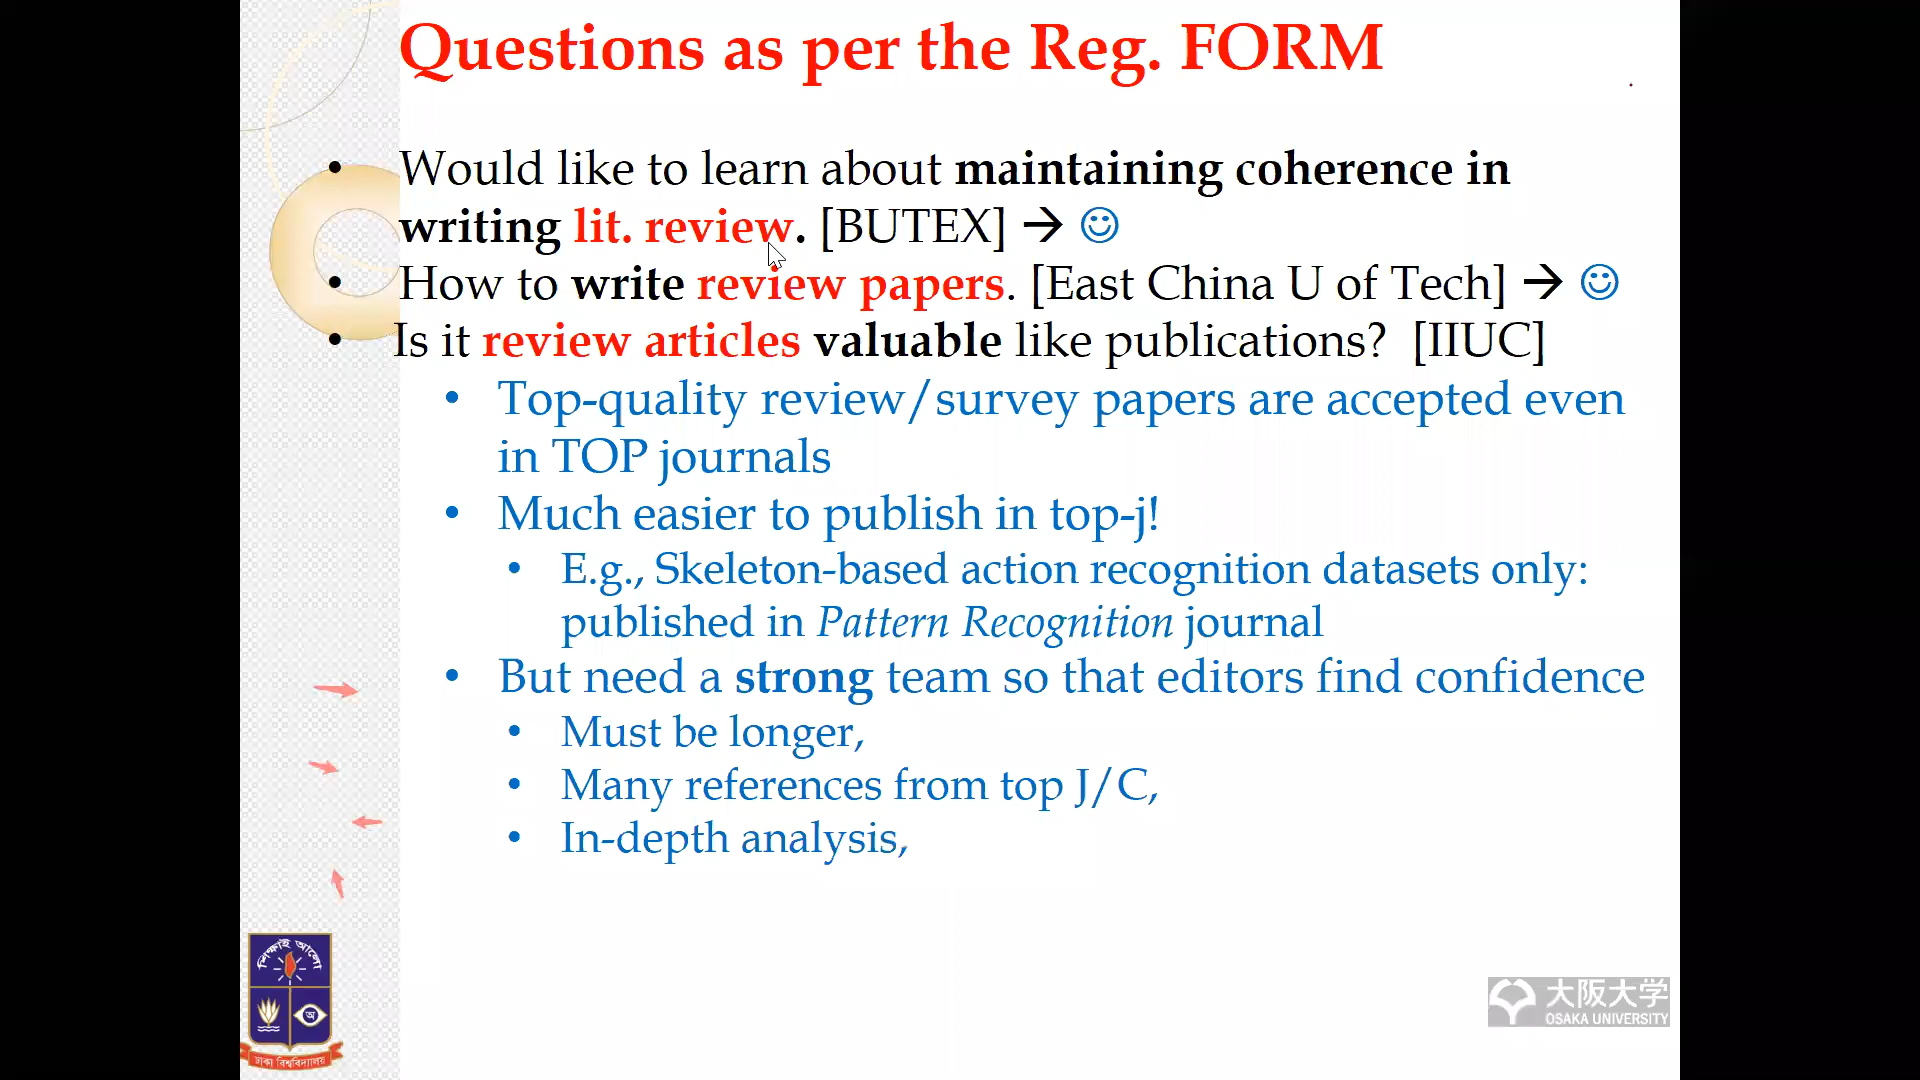 Questions as per the Reg. FORM
• Would like to learn about maintaining coherence in
writing lit. review. [BUTEX] → ☺
• How to write review papers. [East China U of Tech] → ☺
• Is it review articles valuable like publications? [IIUC]
• Top-quality review/survey papers are accepted even
in TOP journals
• Much easier to publish in top-j!
• E.g., Skeleton-based action recognition datasets only:
published in Pattern Recognition journal
• But need a strong team so that editors find confidence
• Must be longer,
• Many references from top J/C,
• In-depth analysis,
শিক্ষাই আলো
অ
ঢাকা বিশ্ববিদ্যালয়
大阪大学
OSAKA UNIVERSITY